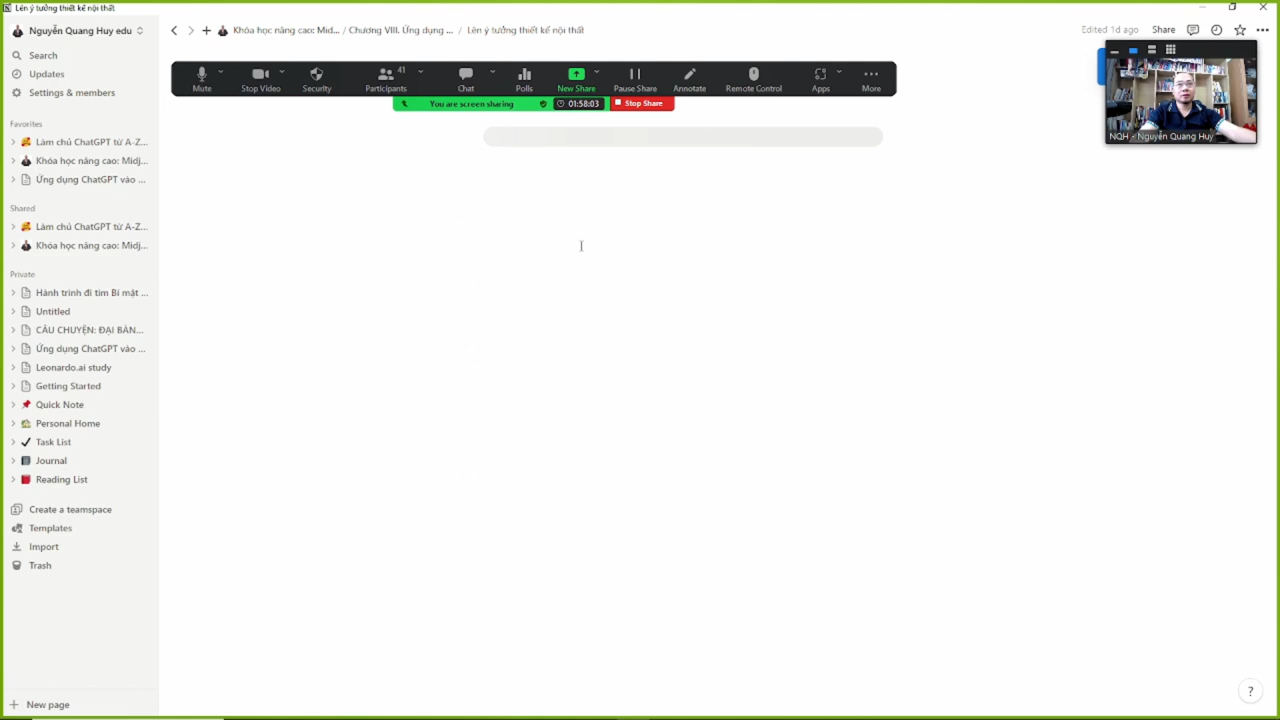 Lên ý tưởng thiết kế nội thất
Nguyễn Quang Huy edu
Khóa học nâng cao: Mid... / Chương VIII. Ứng dụng ... / Lên ý tưởng thiết kế nội thất
Edited 1d ago
Share
Search
Updates
Settings & members
Mute
Stop Video
Security
Participants
41
Chat
Polls
New Share
Pause Share
Annotate
Remote Control
Apps
More
You are screen sharing
01:58:03
Stop Share
NQH - Nguyễn Quang Huy
Favorites
Làm chủ ChatGPT từ A-Z...
Khóa học nâng cao: Midj...
Ứng dụng ChatGPT vào ...
Shared
Làm chủ ChatGPT từ A-Z...
Khóa học nâng cao: Midj...
Private
Hành trình đi tìm Bí mật ...
Untitled
CÂU CHUYỆN: ĐẠI BÀN...
Ứng dụng ChatGPT vào ...
Leonardo.ai study
Getting Started
Quick Note
Personal Home
Task List
Journal
Reading List
Create a teamspace
Templates
Import
Trash
New page
?